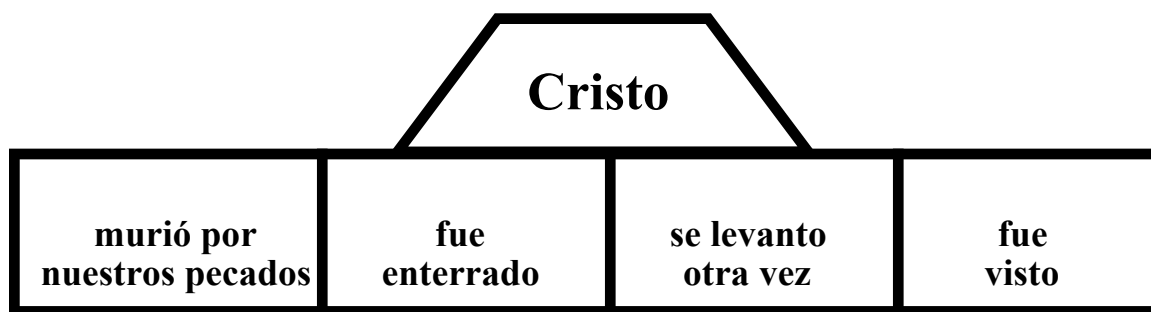 Cristo
murió por
nuestros pecados
fue
enterrado
se levanto
otra vez
fue
visto